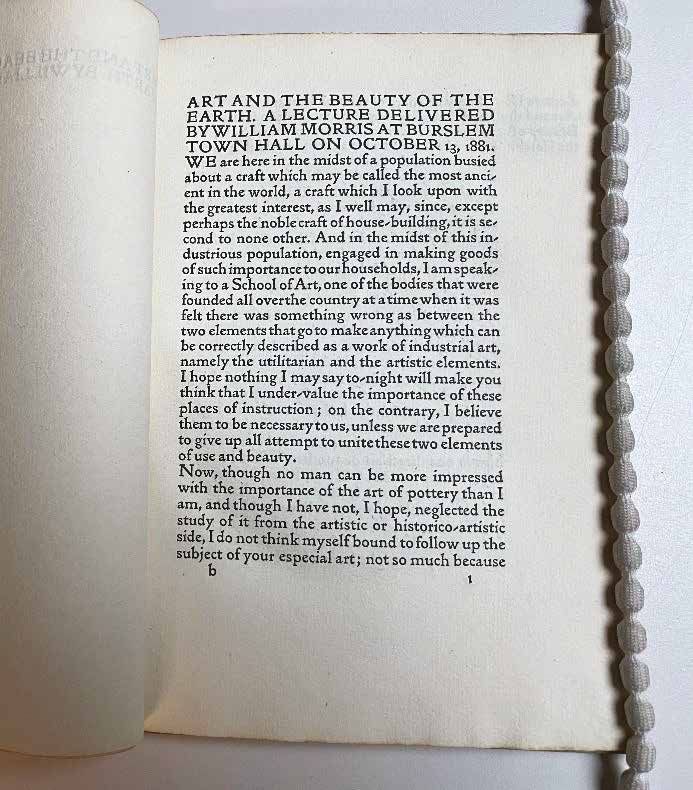 ART AND THE BEAUTY OF THE
EARTH. A LECTURE DELIVERED
BY WILLIAM MORRIS AT BURSLEM
TOWN HALL ON OCTOBER 13, 1881.
WE are here in the midst of a population busied
about a craft which may be called the most anci-
ent in the world, a craft which I look upon with
the greatest interest, as I well may, since, except
perhaps the noble craft of house-building, it is se-
cond to none other. And in the midst of this in-
dustrious population, engaged in making goods
of such importance to our households, I am speak-
ing to a School of Art, one of the bodies that were
founded all over the country at a time when it was
felt there was something wrong as between the
two elements that go to make anything which can
be correctly described as a work of industrial art,
namely the utilitarian and the artistic elements.
I hope nothing I may say to-night will make you
think that I under-value the importance of these
places of instruction; on the contrary, I believe
them to be necessary to us, unless we are prepared
to give up all attempt to unite these two elements
of use and beauty.
Now, though no man can be more impressed
with the importance of the art of pottery than I
am, and though I have not, I hope, neglected the
study of it from the artistic or historico-artistic
side, I do not think myself bound to follow up the
subject of your especial art; not so much because
b 1